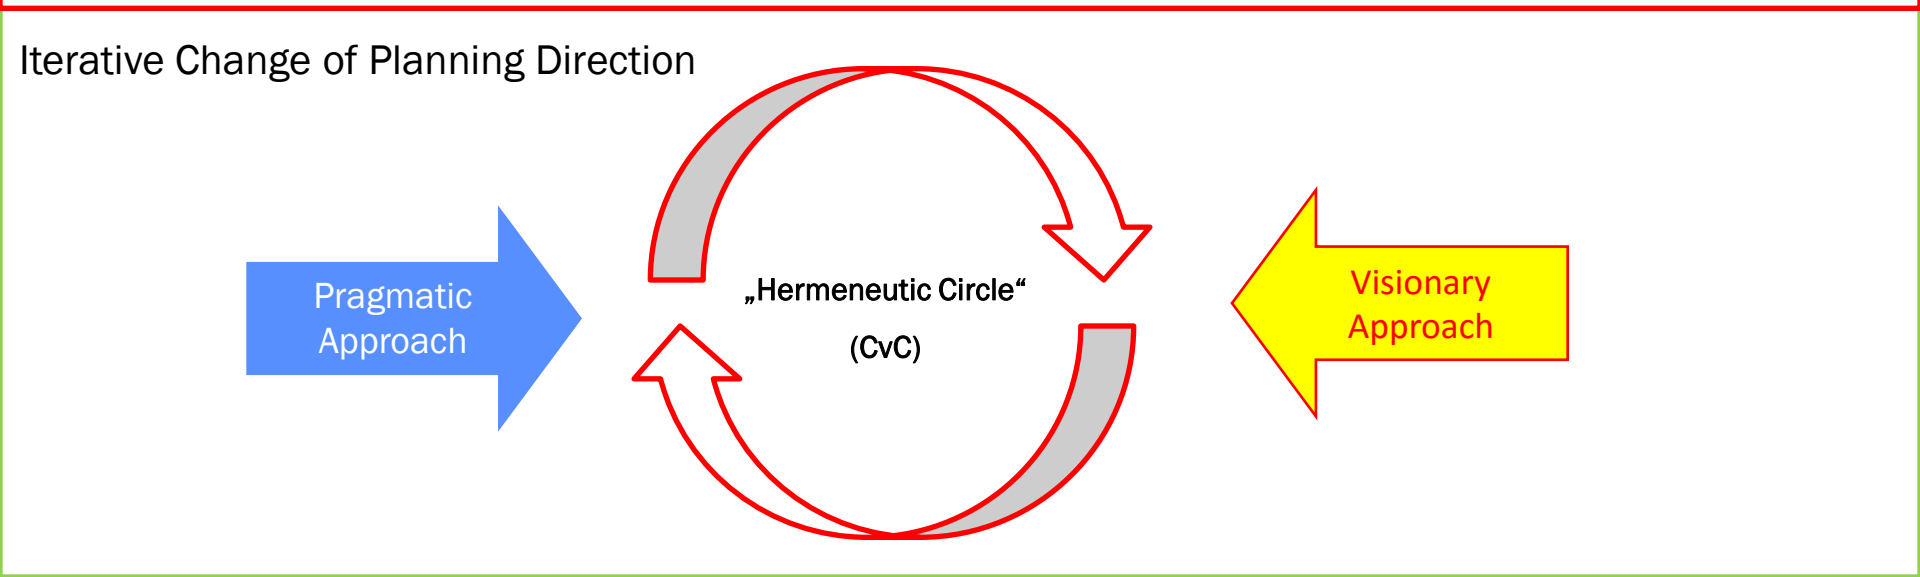 Iterative Change of Planning Direction
Pragmatic
Approach
„Hermeneutic Circle“
(CvC)
Visionary
Approach